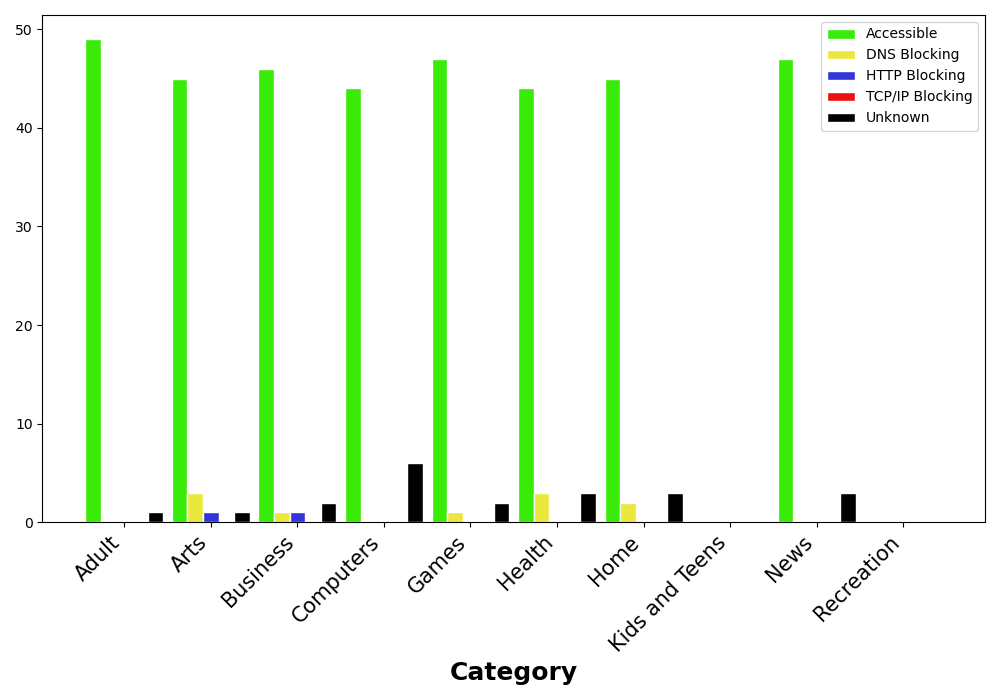 50
40
30
20
10
0
Accessible
DNS Blocking
HTTP Blocking
TCP/IP Blocking
Unknown
Adult
Arts
Business
Computers
Games
Health
Home
Kids and Teens
News
Recreation
Category